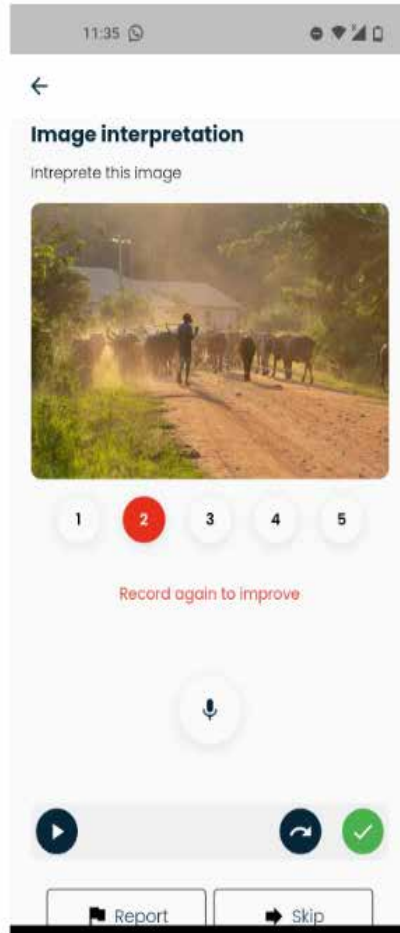 11:35
Image interpretation
Intreprete this image
1 2 3 4 5
Record again to improve
Report
Skip